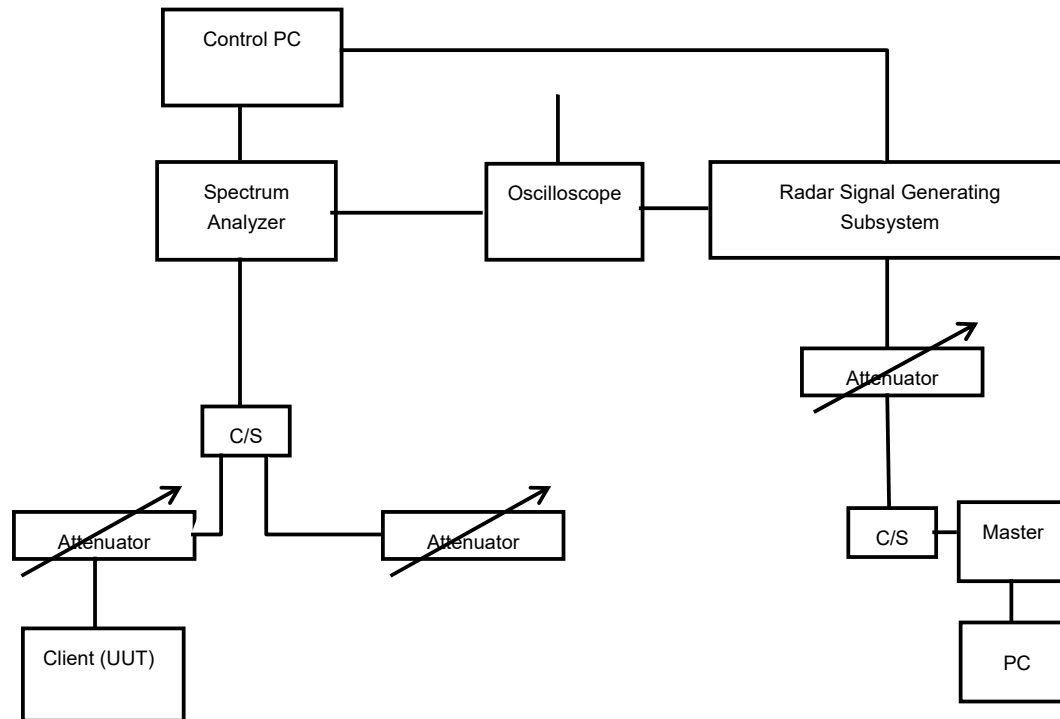 Control PC
Spectrum
Analyzer
Oscilloscope
Radar Signal Generating
Subsystem
Attenuator
C/S
Attenuator
Attenuator
C/S
Master
Client (UUT)
PC